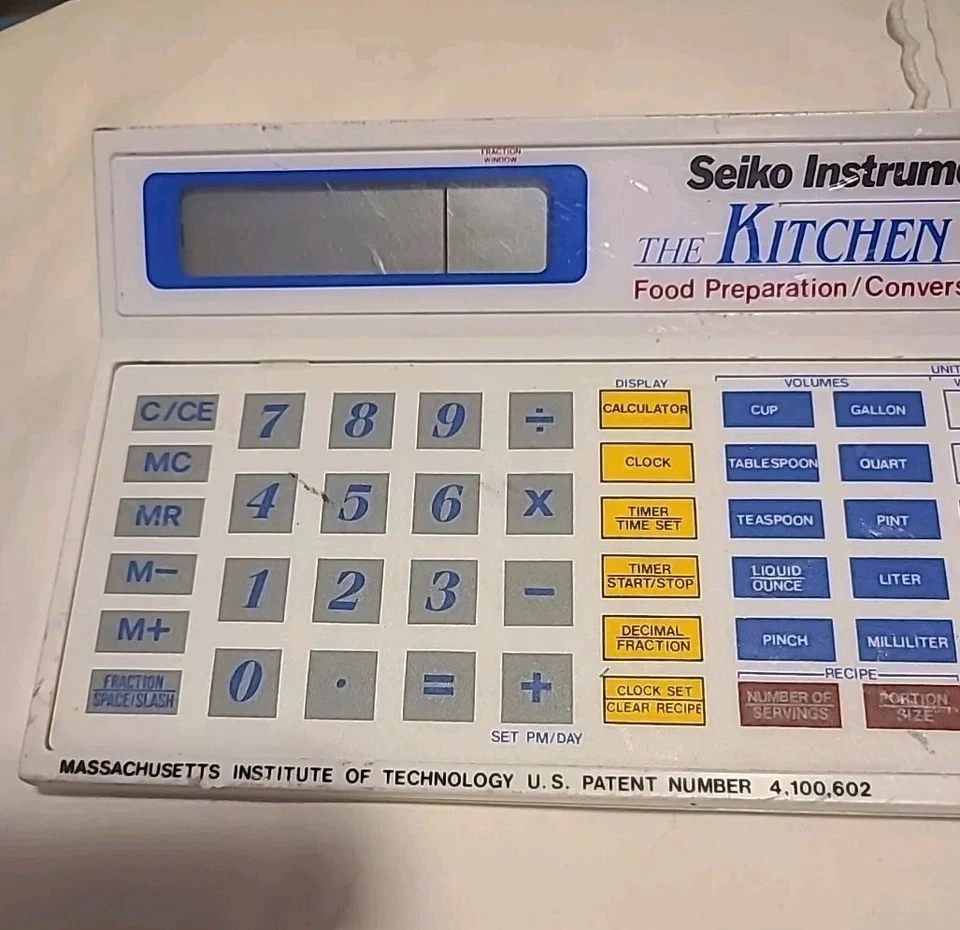 FRACTION
WINDOW
Seiko Instrume
THE KITCHEN
Food Preparation/Convers
DISPLAY
VOLUMES
UNIT
C/CE
7
8
9
÷
CALCULATOR
CUP
GALLON
MC
4
5
6
X
CLOCK
TABLESPOON
QUART
MR
TIMER
TIME SET
TEASPOON
PINT
M−
1
2
3
−
TIMER
START/STOP
LIQUID
OUNCE
LITER
M+
DECIMAL
FRACTION
PINCH
MILLILITER
RECIPE
FRACTION
SPACE/SLASH
0
.
=
+
CLOCK SET
CLEAR RECIPE
NUMBER OF
SERVINGS
PORTION
SIZE
SET PM/DAY
MASSACHUSETTS INSTITUTE OF TECHNOLOGY U.S. PATENT NUMBER 4,100,602